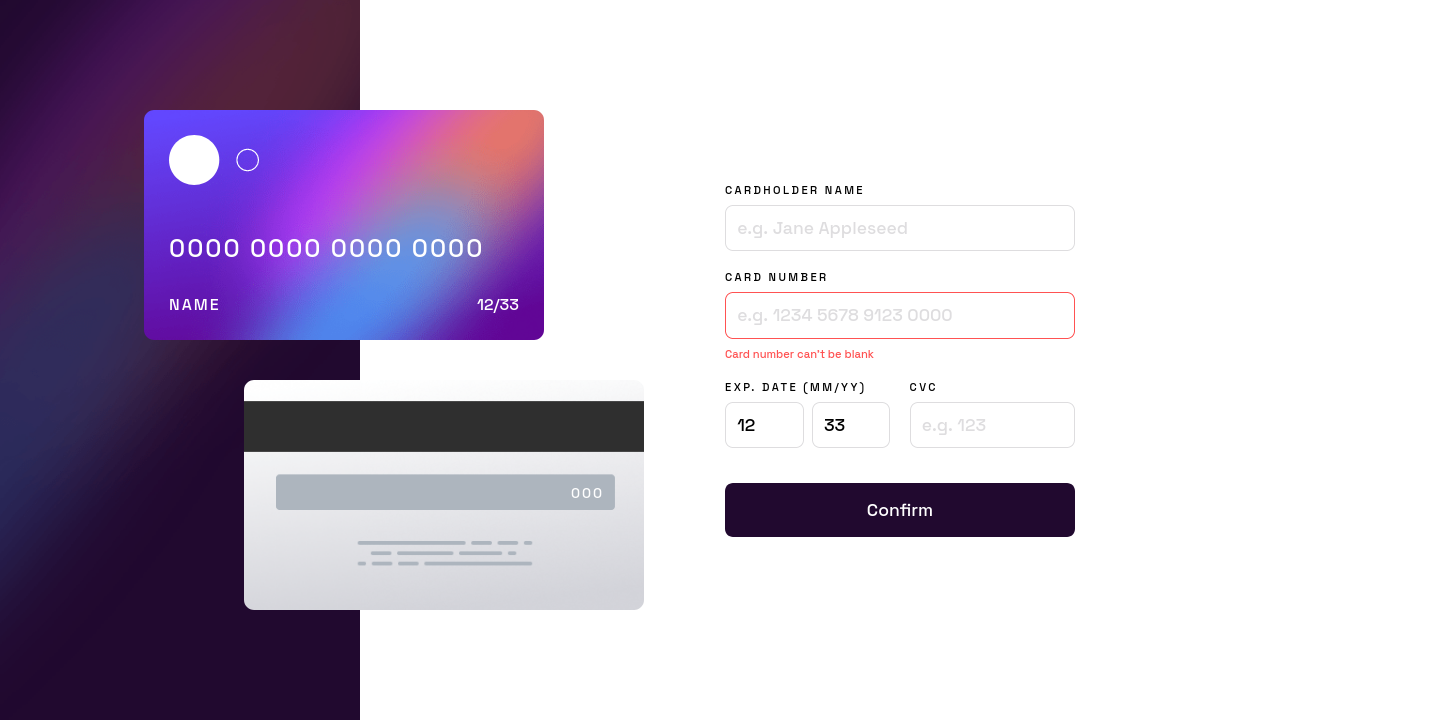 0000 0000 0000 0000
NAME 12/33
000
CARDHOLDER NAME
e.g. Jane Appleseed
CARD NUMBER
e.g. 1234 5678 9123 0000
Card number can't be blank
EXP. DATE (MM/YY) CVC
12 33 e.g. 123
Confirm